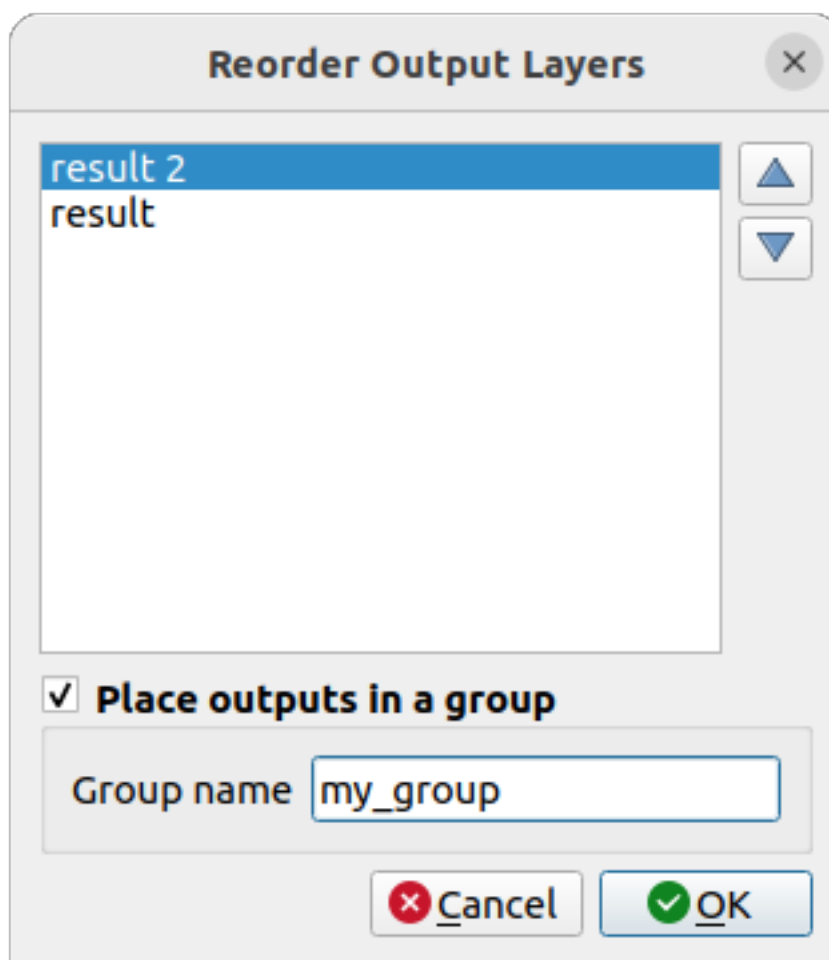 Reorder Output Layers
result 2
result
Place outputs in a group
Group name my_group
Cancel OK